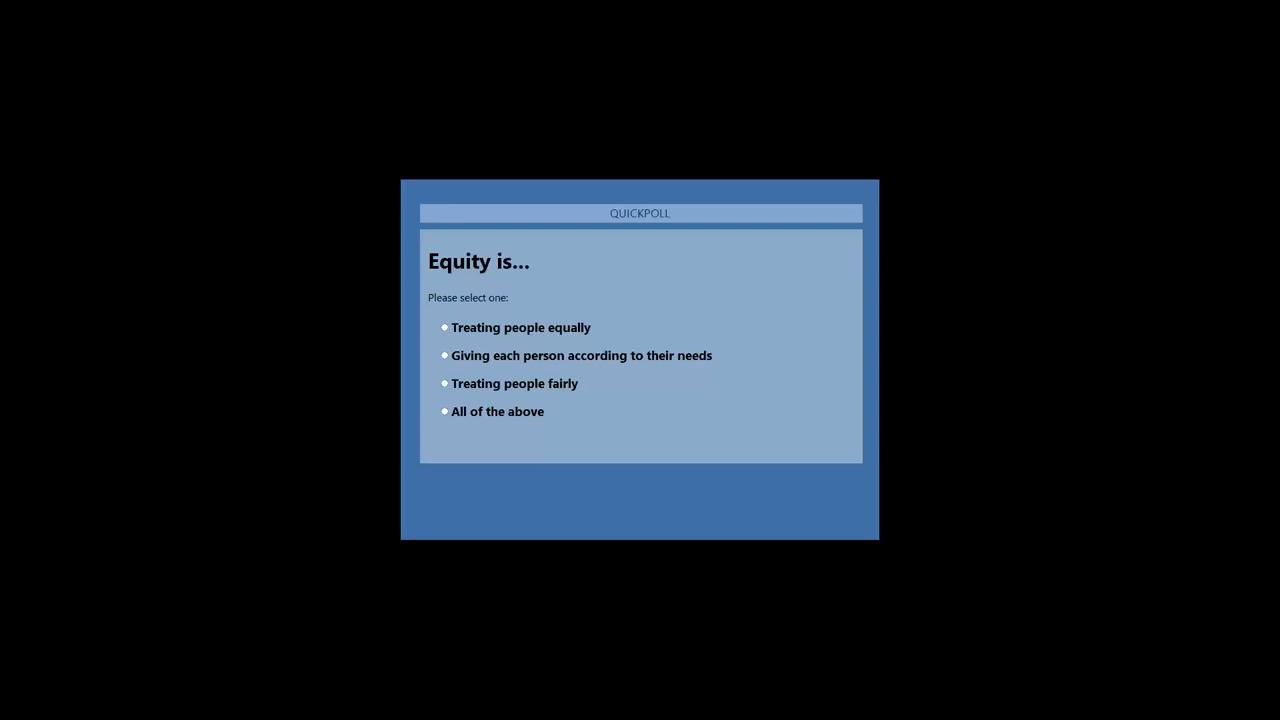 QUICKPOLL
Equity is...
Please select one:
Treating people equally
Giving each person according to their needs
Treating people fairly
All of the above